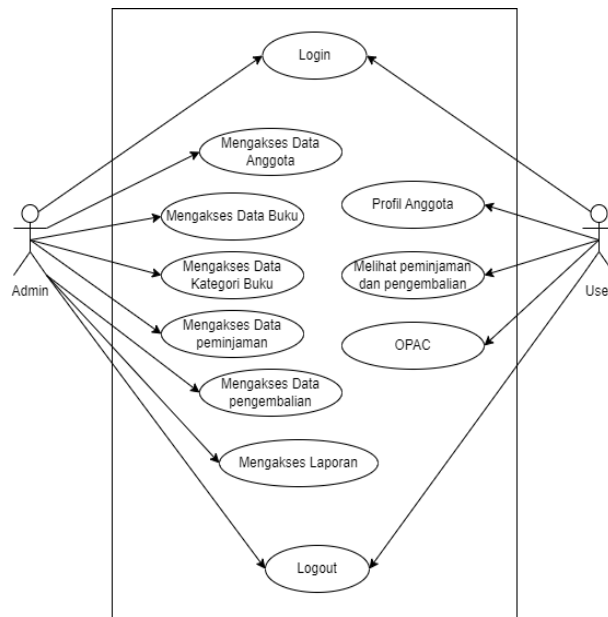 Login
Mengakses Data
Anggota
Mengakses Data Buku
Profil Anggota
Mengakses Data
Kategori Buku
Melihat peminjaman
dan pengembalian
Admin
Use
Mengakses Data
peminjaman
OPAC
Mengakses Data
pengembalian
Mengakses Laporan
Logout